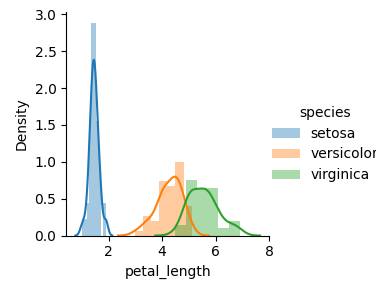 3.0
2.5
2.0
1.5
1.0
0.5
0.0
Density
2 4 6 8
petal_length
species
setosa
versicolor
virginica